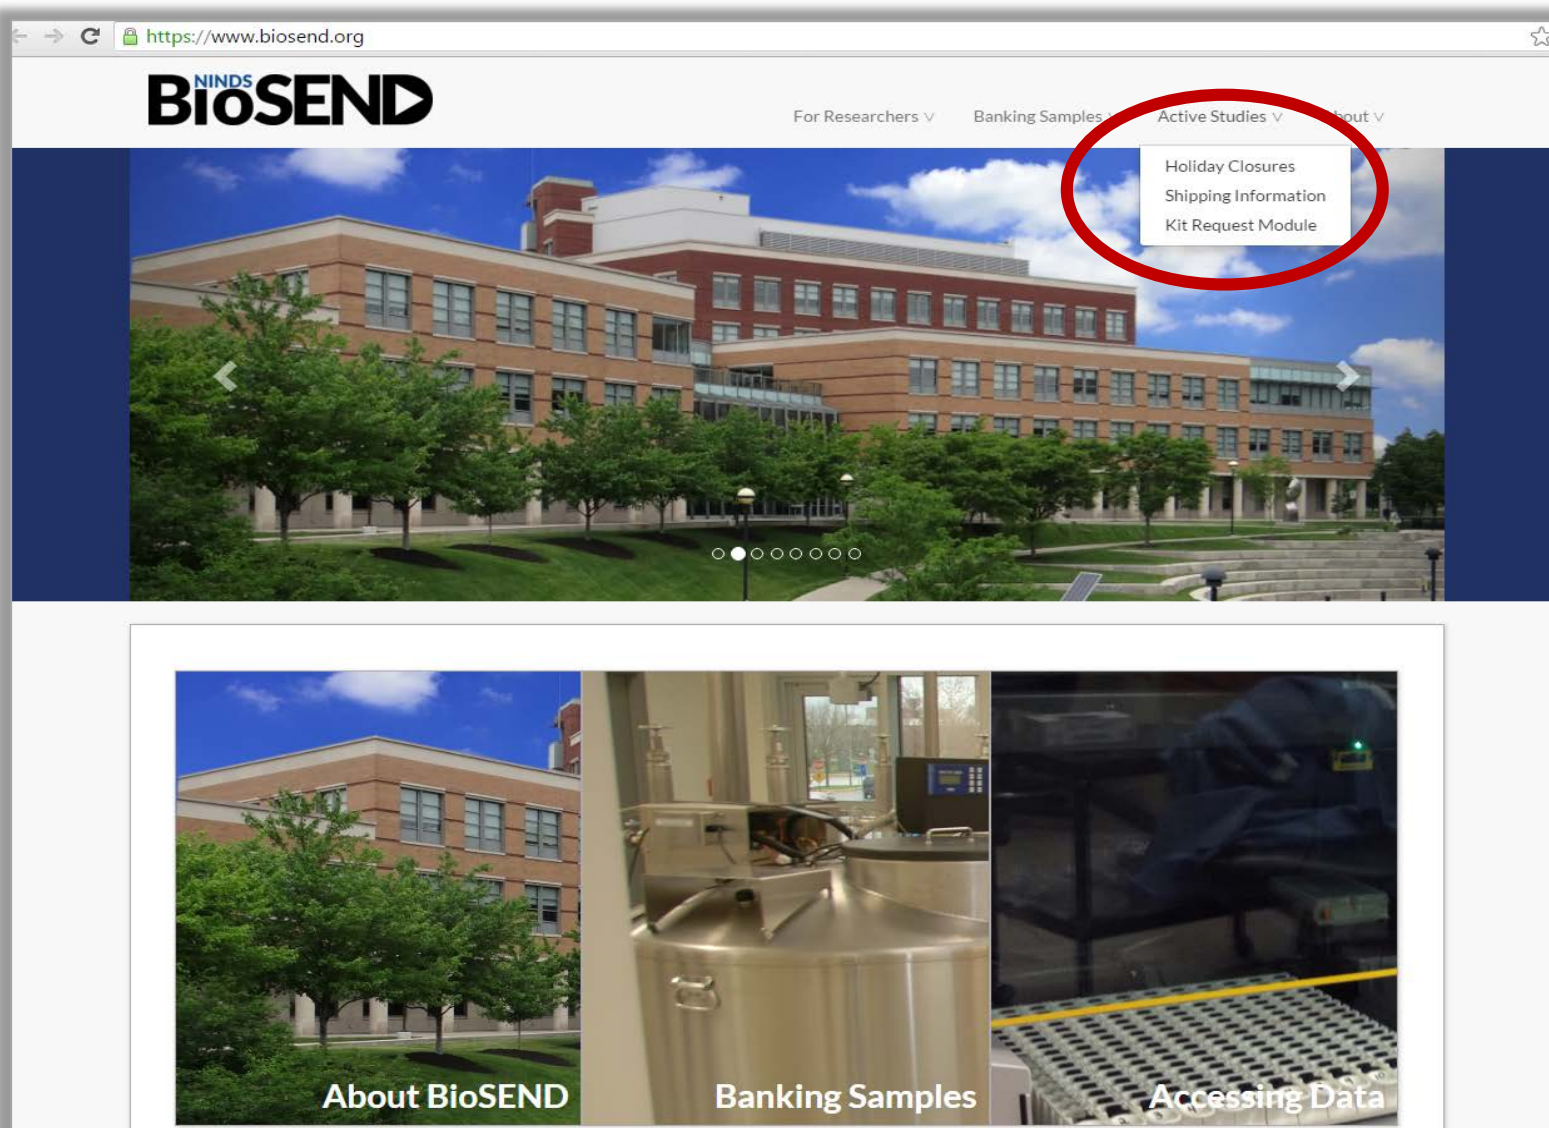 https://www.biosend.org
NINDS
BioSEND
For Researchers Banking Samples Active Studies About
Holiday Closures
Shipping Information
Kit Request Module
About BioSEND
Banking Samples
Accessing Data